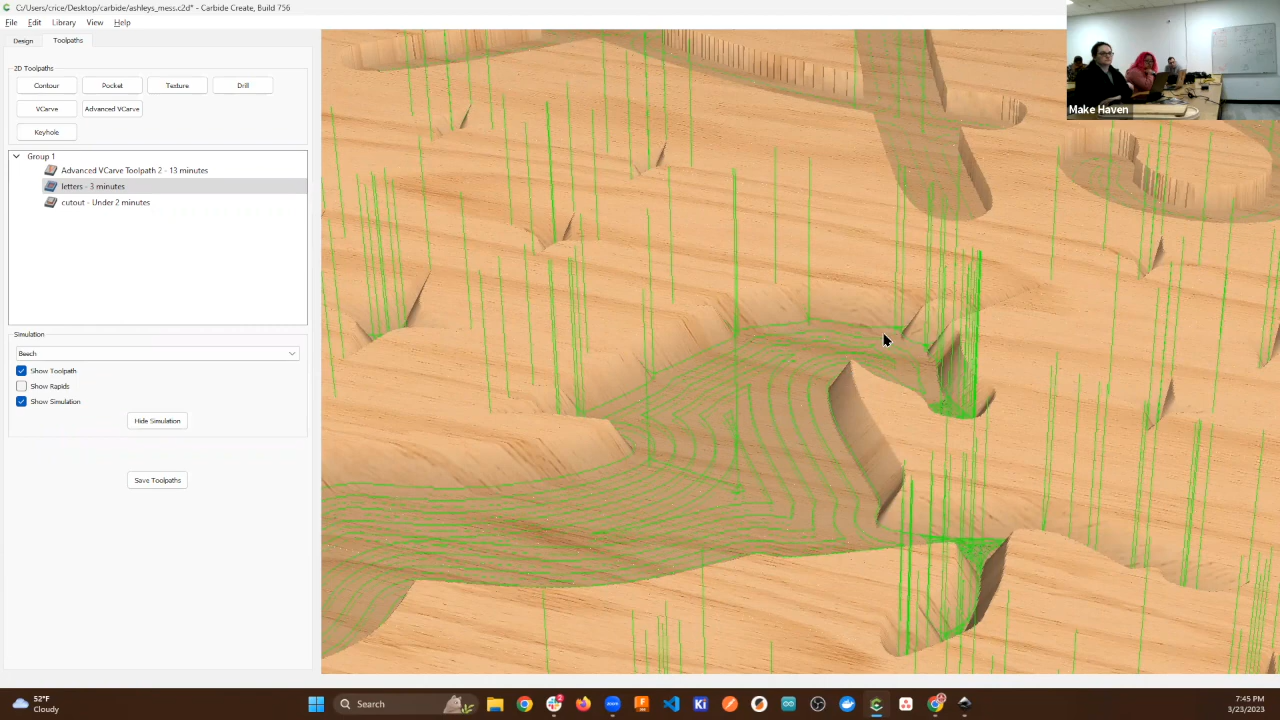 C:/Users/crice/Desktop/carbide/ashleys_mess.c2d* - Carbide Create, Build 756
File Edit Library View Help
Design Toolpaths
2D Toolpaths
Contour Pocket Texture Drill
VCarve Advanced VCarve
Keyhole
Group 1
Advanced VCarve Toolpath 2 - 13 minutes
letters - 3 minutes
cutout - Under 2 minutes
Simulation
Beech
Show Toolpath
Show Rapids
Show Simulation
Hide Simulation
Save Toolpaths
Make Haven
52°F
Cloudy
Search
7:45 PM
3/23/2023